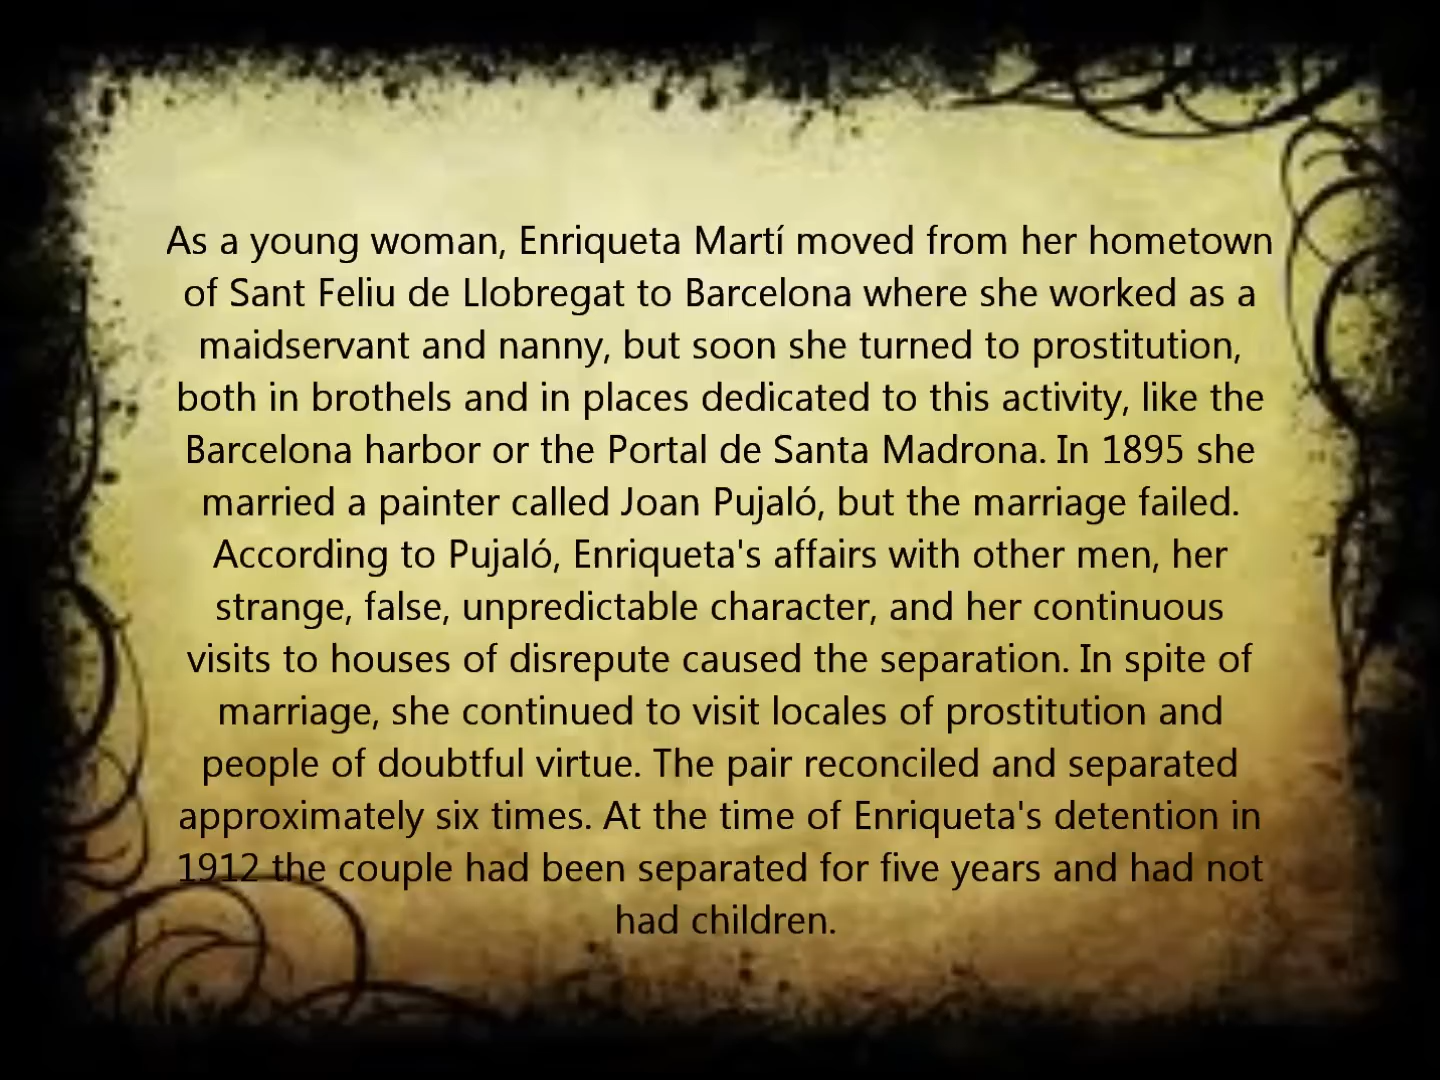 As a young woman, Enriqueta Martí moved from her hometown
of Sant Feliu de Llobregat to Barcelona where she worked as a
maidservant and nanny, but soon she turned to prostitution,
both in brothels and in places dedicated to this activity, like the
Barcelona harbor or the Portal de Santa Madrona. In 1895 she
married a painter called Joan Pujaló, but the marriage failed.
According to Pujaló, Enriqueta's affairs with other men, her
strange, false, unpredictable character, and her continuous
visits to houses of disrepute caused the separation. In spite of
marriage, she continued to visit locales of prostitution and
people of doubtful virtue. The pair reconciled and separated
approximately six times. At the time of Enriqueta's detention in
1912 the couple had been separated for five years and had not
had children.